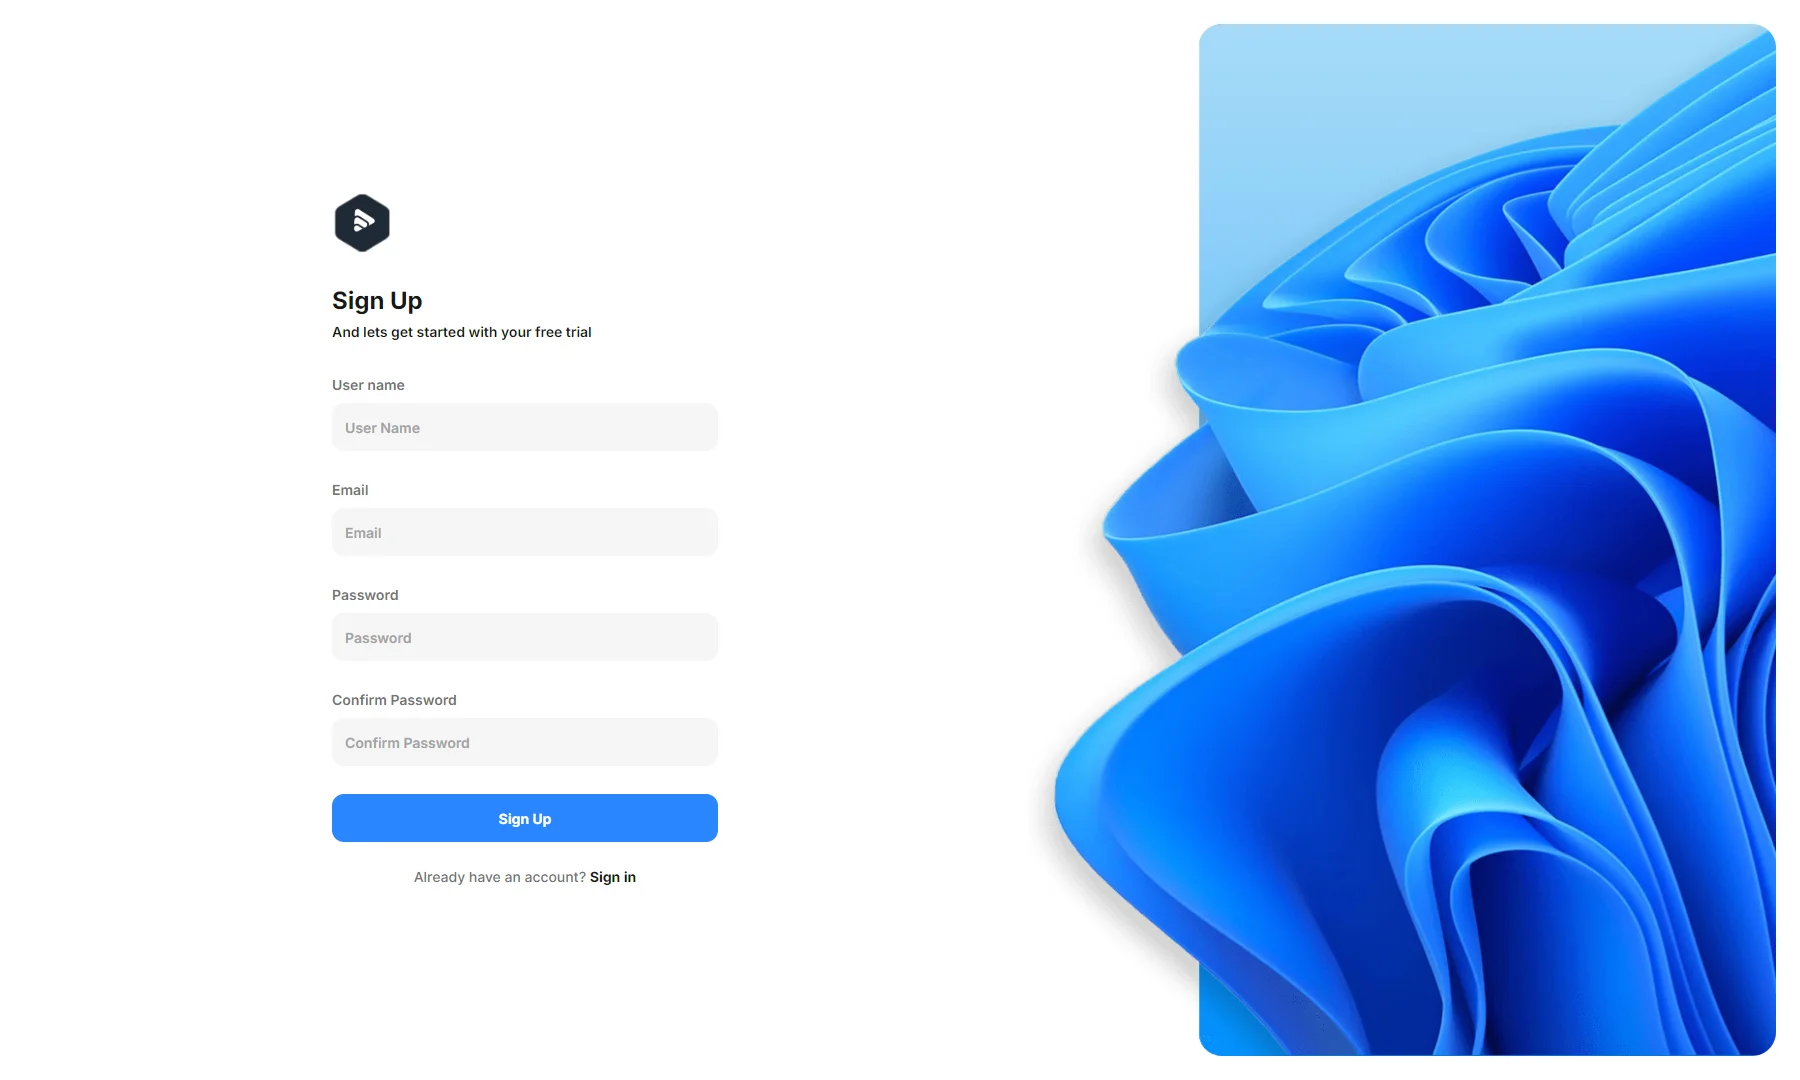 Sign Up
And lets get started with your free trial
User name
User Name
Email
Email
Password
Password
Confirm Password
Confirm Password
Sign Up
Already have an account? Sign in